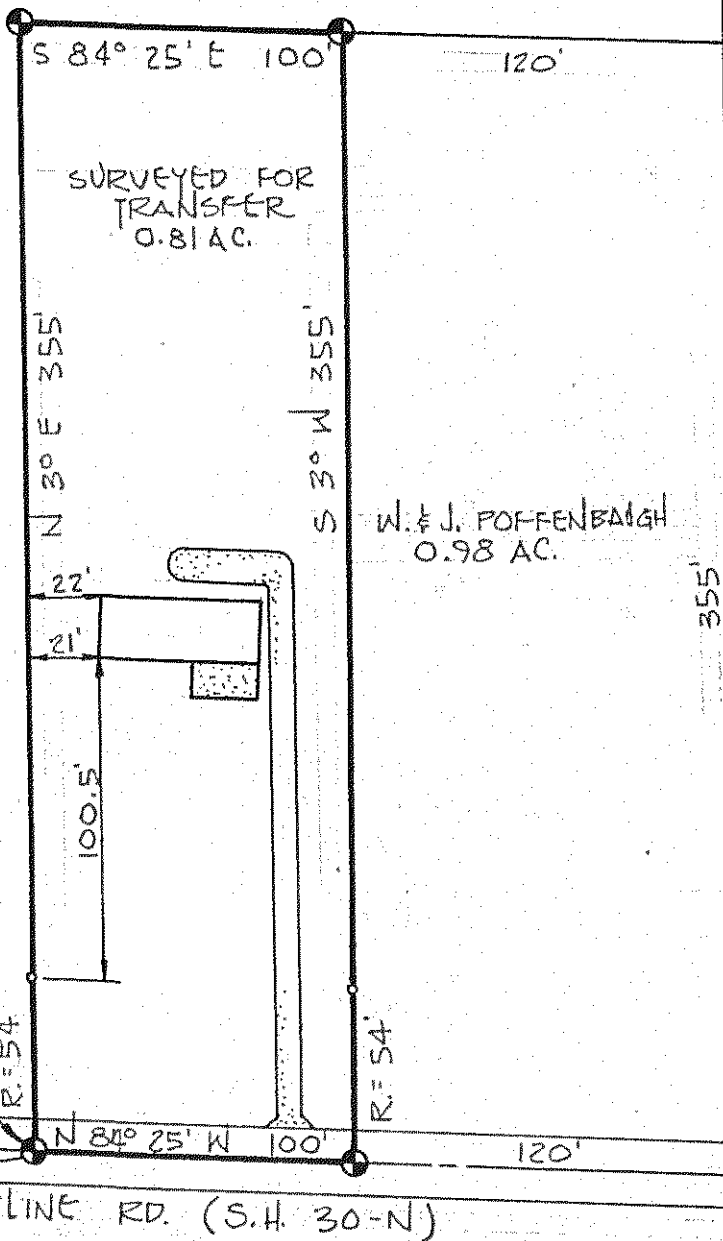 S 84° 25' E 100'
120'
SURVEYED FOR
TRANSFER
0.81 AC.
N 3° E 355'
S 3° W 355'
W. & J. POFFENBAUGH
0.98 AC.
355'
22'
21'
100.5'
R.=54
R.=54'
N 84° 25' W 100'
120'
LINE RD. (S.H. 30-N)